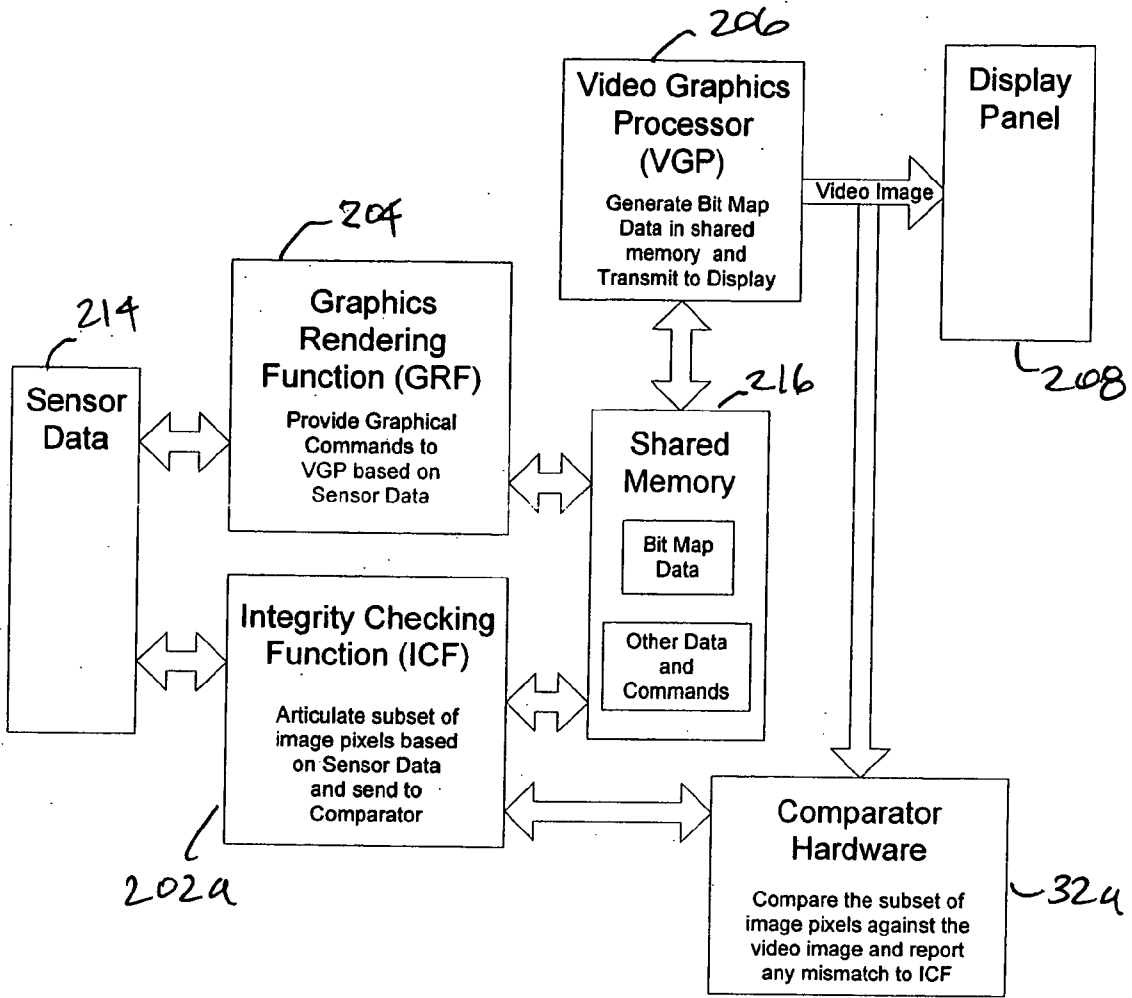 206
Video Graphics
Processor
(VGP)
Generate Bit Map
Data in shared
memory and
Transmit to Display
Video Image
Display
Panel
208
204
Graphics
Rendering
Function (GRF)
Provide Graphical
Commands to
VGP based on
Sensor Data
214
Sensor
Data
216
Shared
Memory
Bit Map
Data
Other Data
and
Commands
Integrity Checking
Function (ICF)
Articulate subset of
image pixels based
on Sensor Data
and send to
Comparator
202a
Comparator
Hardware
Compare the subset of
image pixels against the
video image and report
any mismatch to ICF
32a